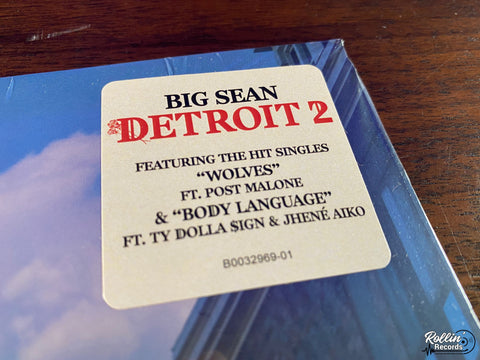 BIG SEAN
DETROIT 2
FEATURING THE HIT SINGLES
“WOLVES”
FT. POST MALONE
& “BODY LANGUAGE”
FT. TY DOLLA $IGN & JHENÉ AIKO
B0032969-01
Rollin'
Records